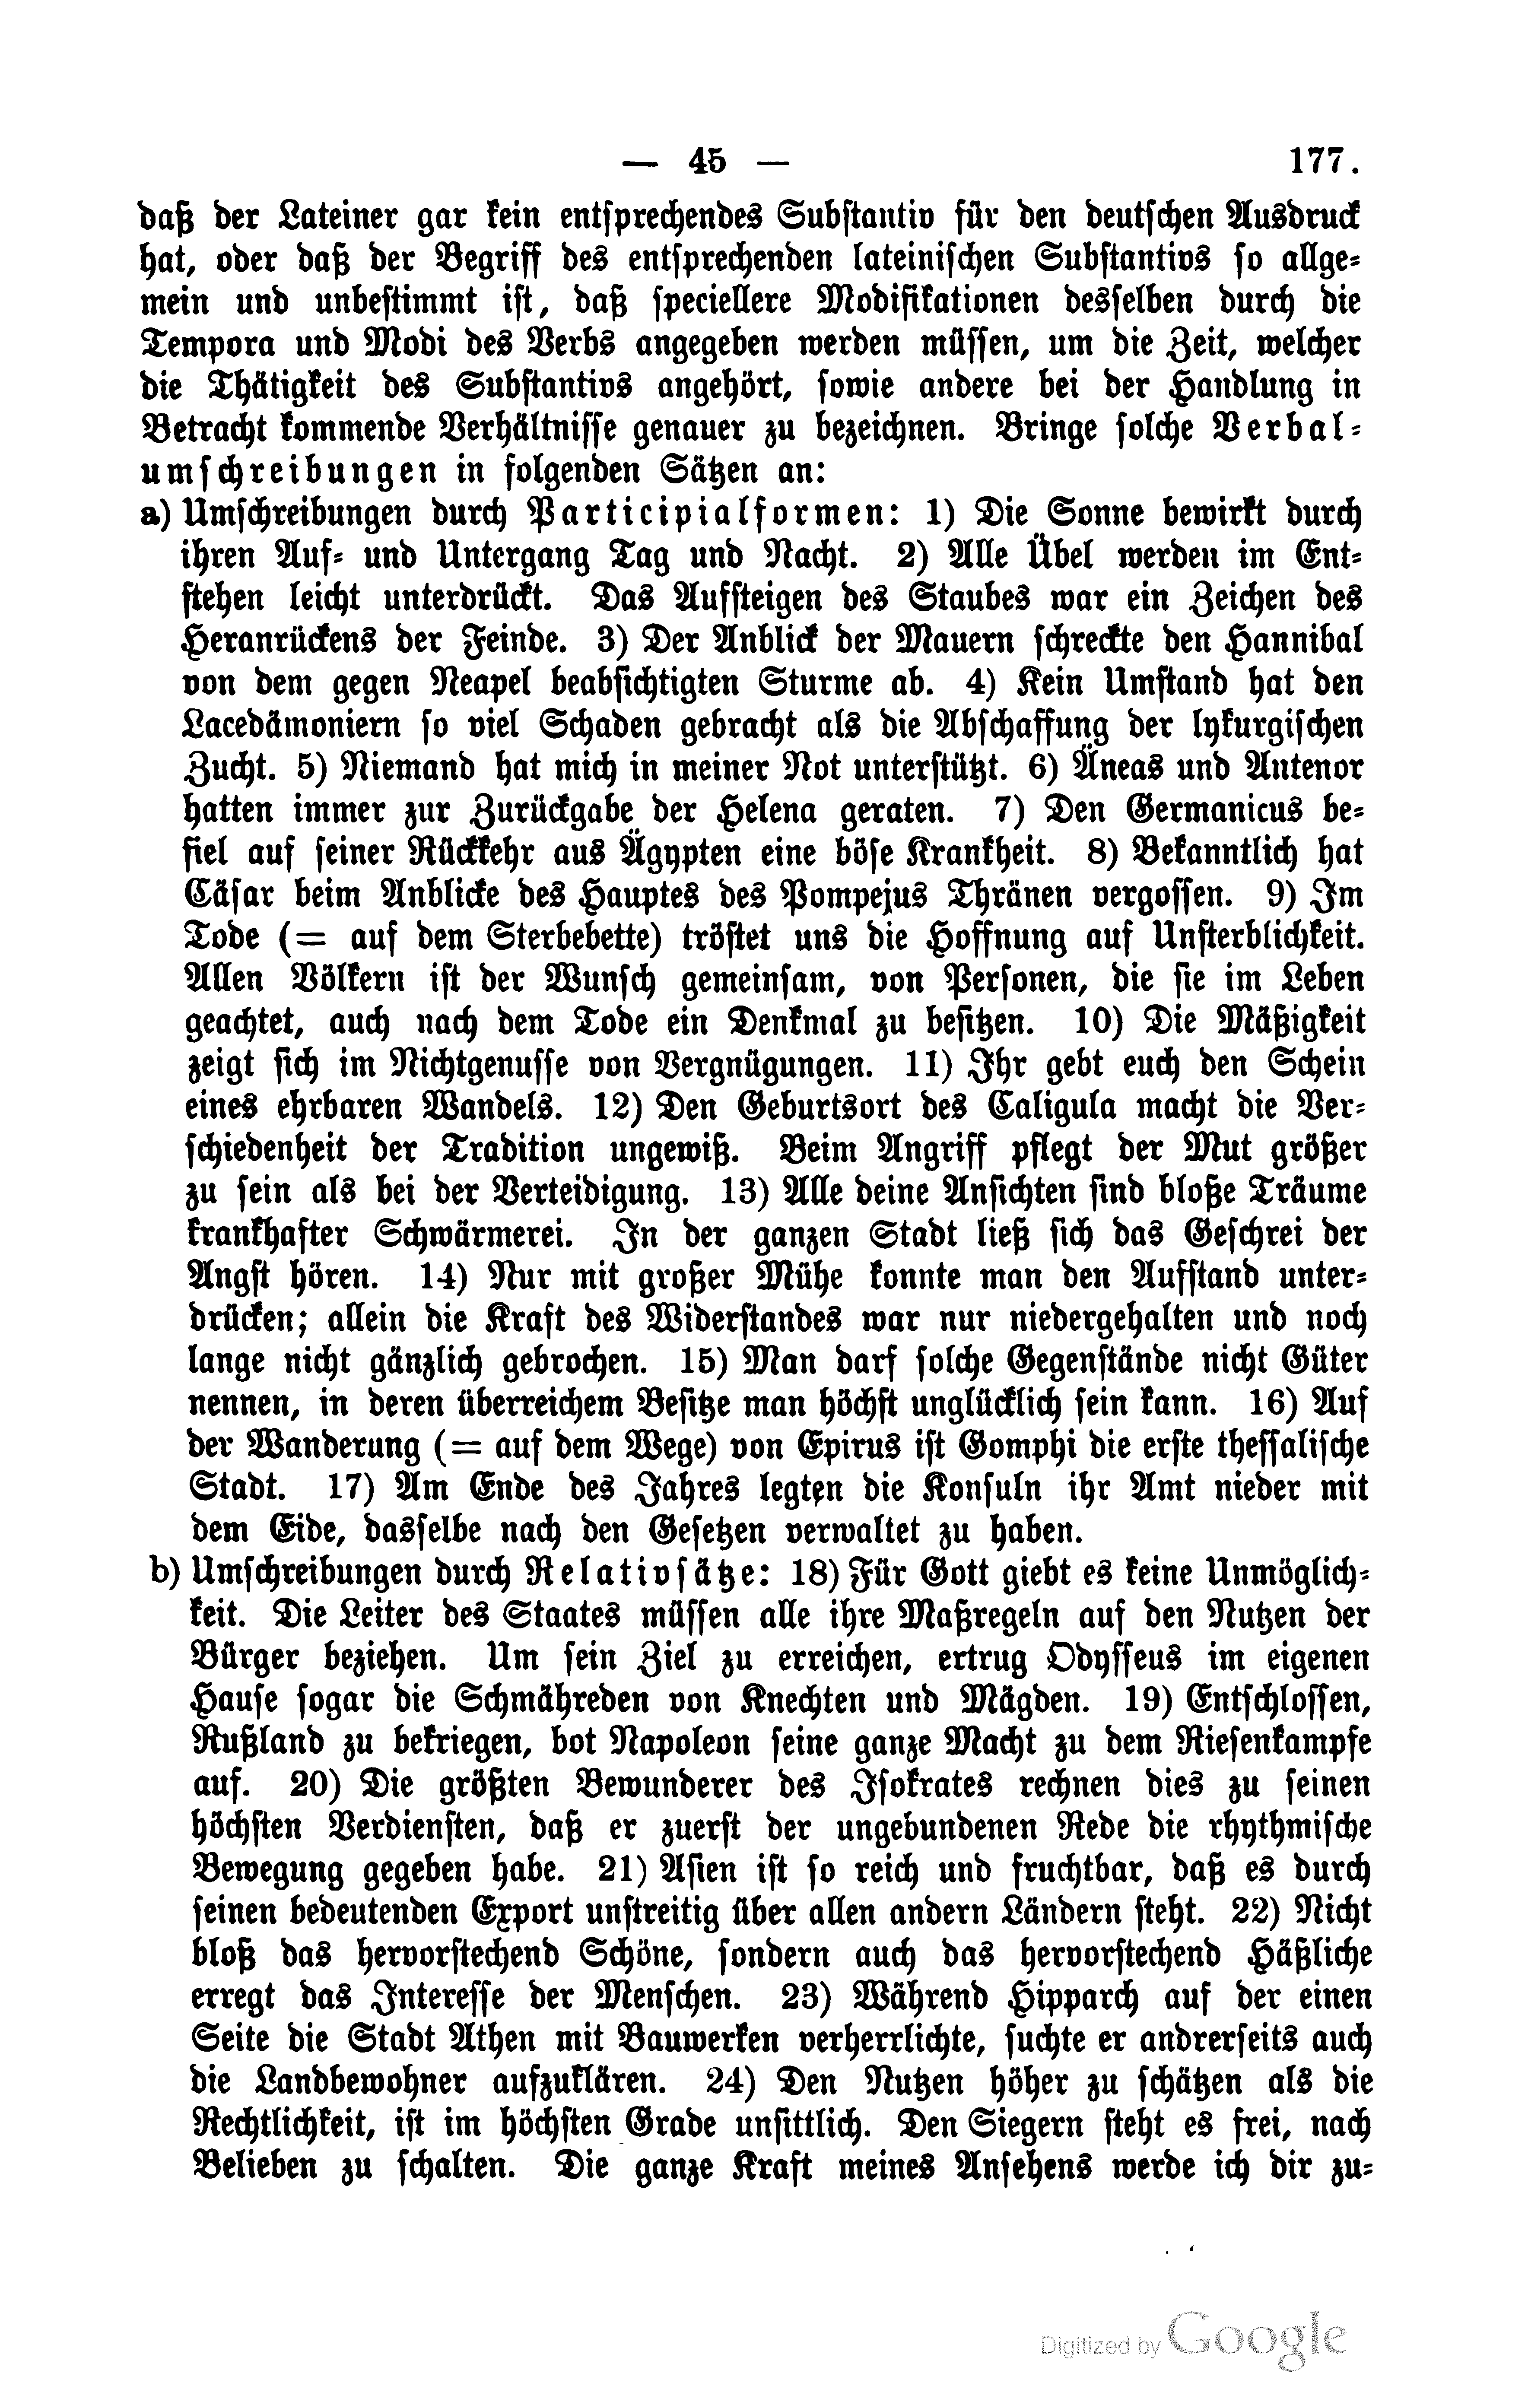 — 45 — 177.
daß der Lateiner gar kein entsprechendes Substantiv für den deutschen Ausdruck
hat, oder daß der Begriff des entsprechenden lateinischen Substantivs so allge-
mein und unbestimmt ist, daß speciellere Modifikationen desselben durch die
Tempora und Modi des Verbs angegeben werden müssen, um die Zeit, welcher
die Thätigkeit des Substantivs angehört, sowie andere bei der Handlung in
Betracht kommende Verhältnisse genauer zu bezeichnen. Bringe solche Verbal-
umschreibungen in folgenden Sätzen an:
a) Umschreibungen durch Participialformen: 1) Die Sonne bewirkt durch
ihren Auf- und Untergang Tag und Nacht. 2) Alle Übel werden im Ent-
stehen leicht unterdrückt. Das Aufsteigen des Staubes war ein Zeichen des
Heranrückens der Feinde. 3) Der Anblick der Mauern schreckte den Hannibal
von dem gegen Neapel beabsichtigten Sturme ab. 4) Kein Umstand hat den
Lacedämoniern so viel Schaden gebracht als die Abschaffung der lykurgischen
Zucht. 5) Niemand hat mich in meiner Not unterstützt. 6) Äneas und Antenor
hatten immer zur Zurückgabe der Helena geraten. 7) Den Germanicus be-
fiel auf seiner Rückkehr aus Ägypten eine böse Krankheit. 8) Bekanntlich hat
Cäsar beim Anblicke des Hauptes des Pompejus Thränen vergossen. 9) Im
Tode (= auf dem Sterbebette) tröstet uns die Hoffnung auf Unsterblichkeit.
Allen Völkern ist der Wunsch gemeinsam, von Personen, die sie im Leben
geachtet, auch nach dem Tode ein Denkmal zu besitzen. 10) Die Mäßigkeit
zeigt sich im Nichtgenusse von Vergnügungen. 11) Ihr gebt euch den Schein
eines ehrbaren Wandels. 12) Den Geburtsort des Caligula macht die Ver-
schiedenheit der Tradition ungewiß. Beim Angriff pflegt der Mut größer
zu sein als bei der Verteidigung. 13) Alle deine Ansichten sind bloße Träume
krankhafter Schwärmerei. In der ganzen Stadt ließ sich das Geschrei der
Angst hören. 14) Nur mit großer Mühe konnte man den Aufstand unter-
drücken; allein die Kraft des Widerstandes war nur niedergehalten und noch
lange nicht gänzlich gebrochen. 15) Man darf solche Gegenstände nicht Güter
nennen, in deren überreichem Besitze man höchst unglücklich sein kann. 16) Auf
der Wanderung (= auf dem Wege) von Epirus ist Gomphi die erste thessalische
Stadt. 17) Am Ende des Jahres legten die Konsuln ihr Amt nieder mit
dem Eide, dasselbe nach den Gesetzen verwaltet zu haben.
b) Umschreibungen durch Relativsätze: 18) Für Gott giebt es keine Unmöglich-
keit. Die Leiter des Staates müssen alle ihre Maßregeln auf den Nutzen der
Bürger beziehen. Um sein Ziel zu erreichen, ertrug Odysseus im eigenen
Hause sogar die Schmähreden von Knechten und Mägden. 19) Entschlossen,
Rußland zu bekriegen, bot Napoleon seine ganze Macht zu dem Riesenkampfe
auf. 20) Die größten Bewunderer des Isokrates rechnen dies zu seinen
höchsten Verdiensten, daß er zuerst der ungebundenen Rede die rhythmische
Bewegung gegeben habe. 21) Asien ist so reich und fruchtbar, daß es durch
seinen bedeutenden Export unstreitig über allen andern Ländern steht. 22) Nicht
bloß das hervorstechend Schöne, sondern auch das hervorstechend Häßliche
erregt das Interesse der Menschen. 23) Während Hipparch auf der einen
Seite die Stadt Athen mit Bauwerken verherrlichte, suchte er andrerseits auch
die Landbewohner aufzuklären. 24) Den Nutzen höher zu schätzen als die
Rechtlichkeit, ist im höchsten Grade unsittlich. Den Siegern steht es frei, nach
Belieben zu schalten. Die ganze Kraft meines Ansehens werde ich dir zu-
Digitized by Google